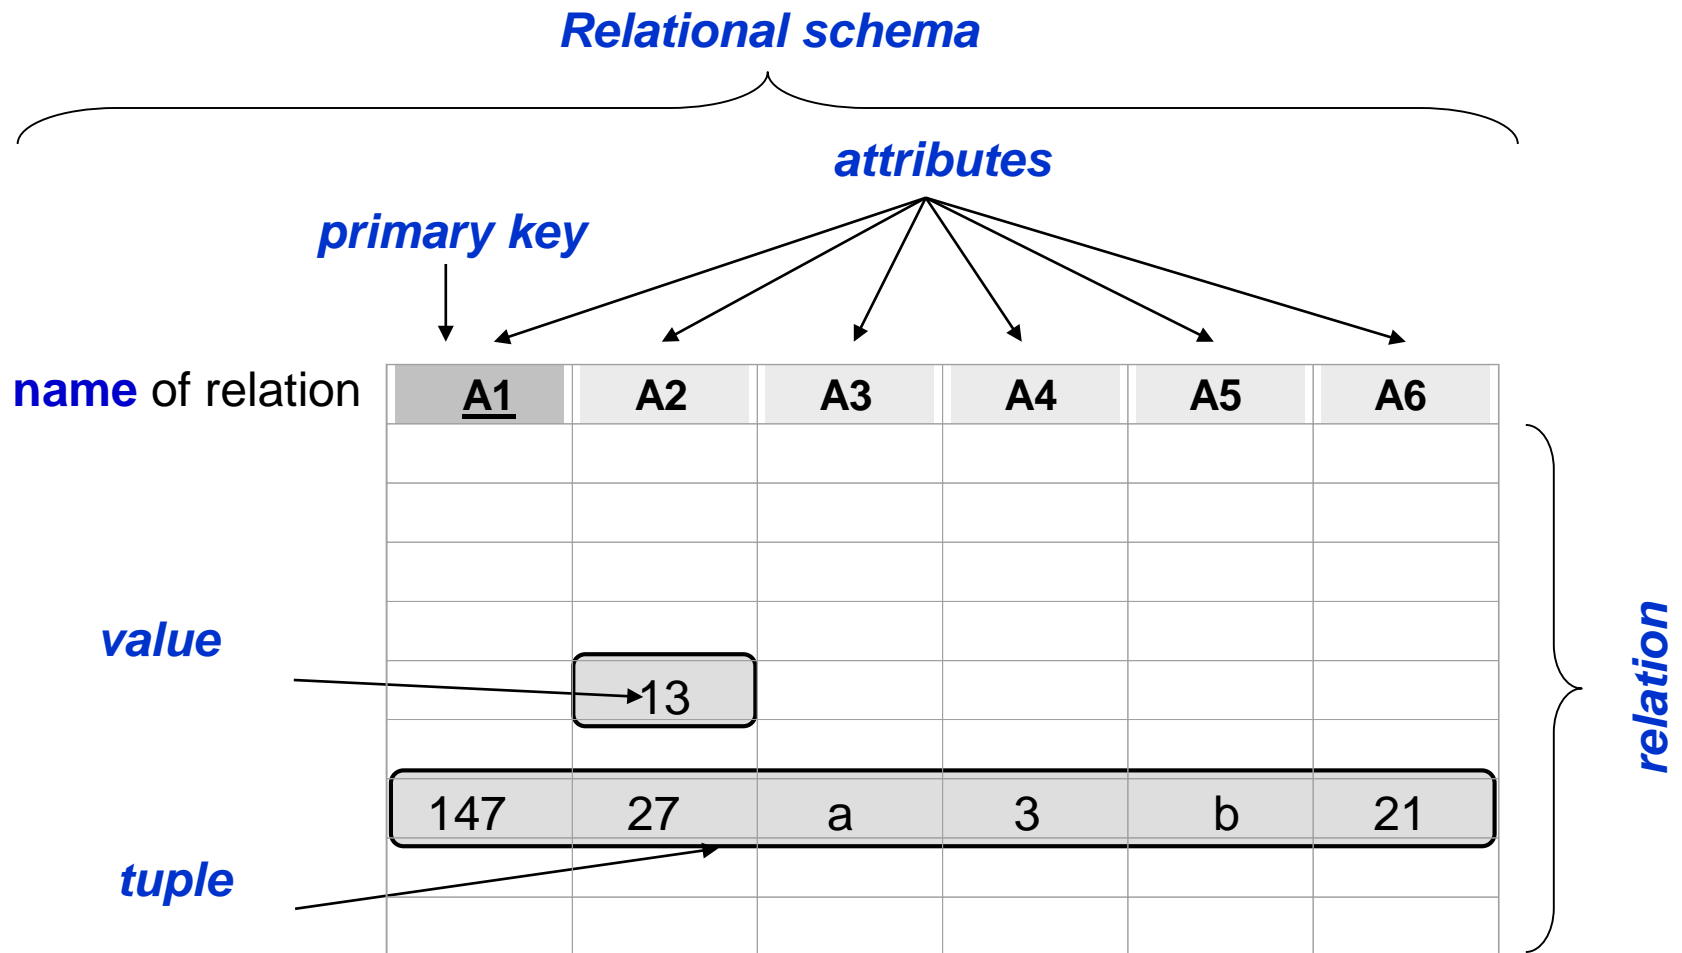 Relational schema
attributes
primary key
name of relation
A1 A2 A3 A4 A5 A6
value
13
relation
147 27 a 3 b 21
tuple